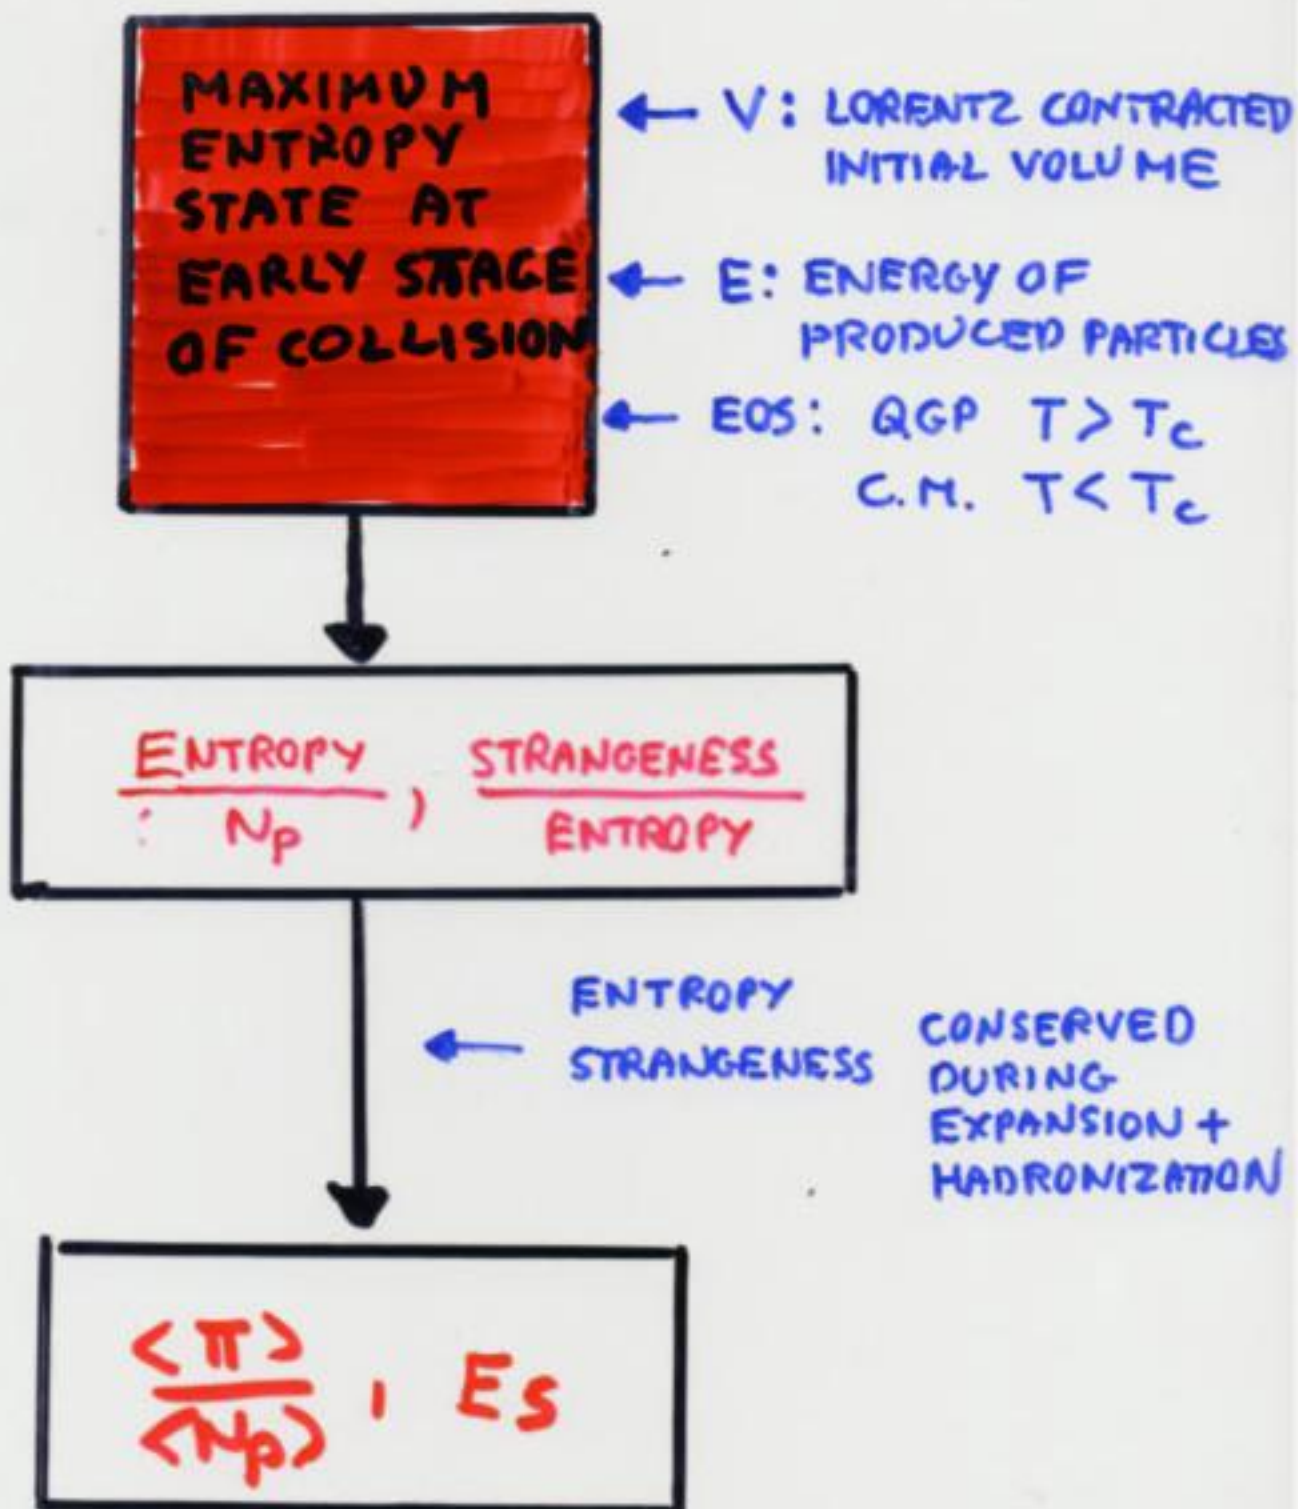 MAXIMUM
ENTROPY
STATE AT
EARLY STAGE
OF COLLISION
V: LORENTZ CONTRACTED
INITIAL VOLUME
E: ENERGY OF
PRODUCED PARTICLES
EOS: QGP T > Tc
C.M. T < Tc
ENTROPY / Np , STRANGENESS / ENTROPY
ENTROPY
STRANGENESS
CONSERVED
DURING
EXPANSION +
HADRONIZATION
<π> / <Np> , Es